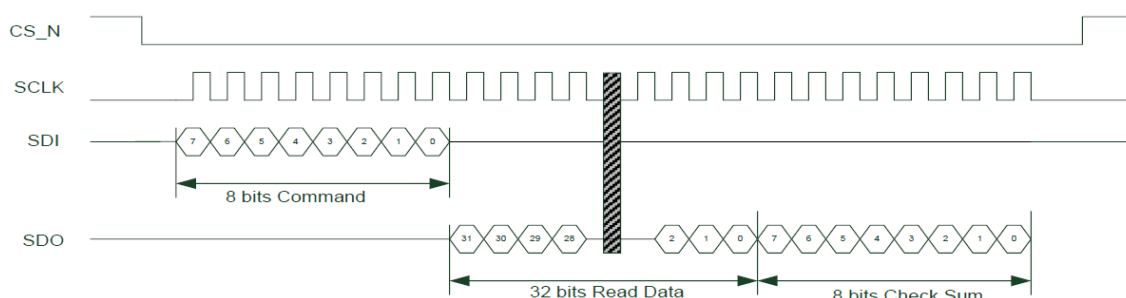 CS_N
SCLK
SDI
7 6 5 4 3 2 1 0
8 bits Command
SDO
31 30 29 28 2 1 0 7 6 5 4 3 2 1 0
32 bits Read Data
8 bits Check Sum